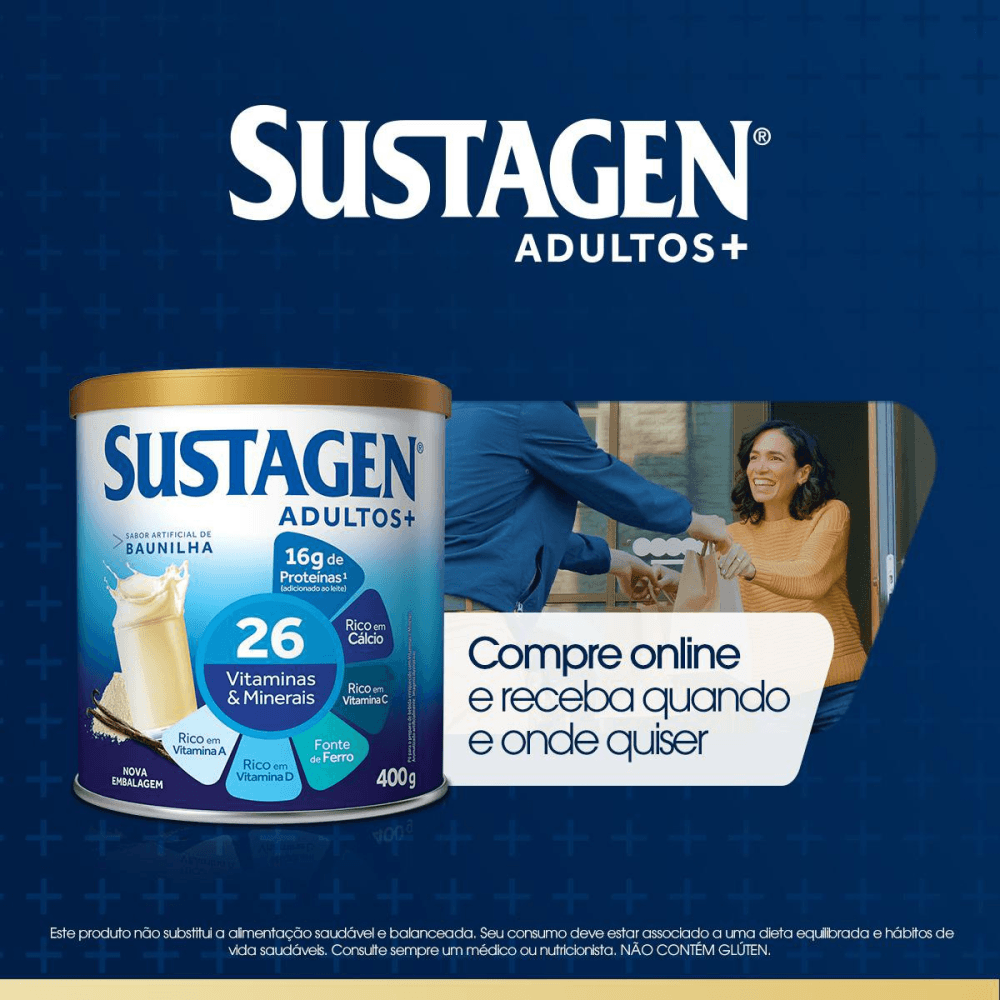 SUSTAGEN®
ADULTOS+
SUSTAGEN®
ADULTOS+
SABOR ARTIFICIAL DE
BAUNILHA
16g de
Proteínas¹
(adicionado ao leite)
26
Vitaminas
& Minerais
Rico em
Cálcio
Rico em
Vitamina C
Fonte
de Ferro
Rico em
Vitamina D
Rico em
Vitamina A
NOVA
EMBALAGEM
400g
Compre online
e receba quando
e onde quiser
Este produto não substitui a alimentação saudável e balanceada. Seu consumo deve estar associado a uma dieta equilibrada e hábitos de
vida saudáveis. Consulte sempre um médico ou nutricionista. NÃO CONTÉM GLÚTEN.